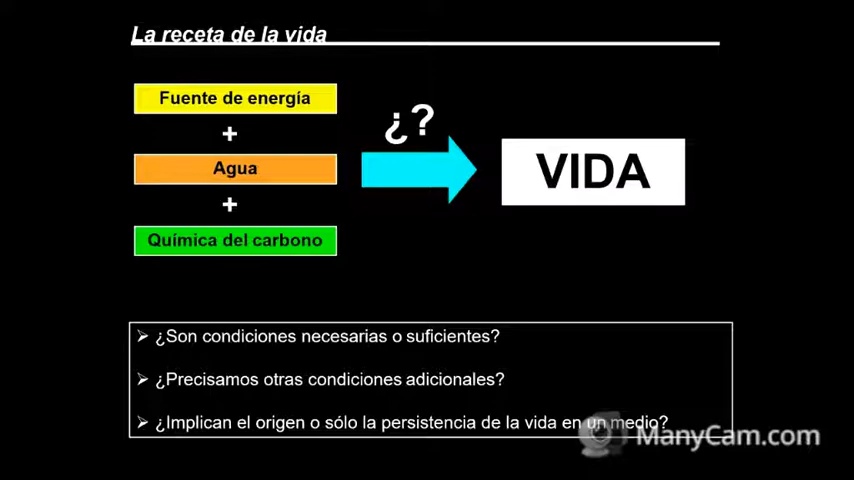 La receta de la vida
Fuente de energía
+
Agua
+
Química del carbono
¿?
VIDA
¿Son condiciones necesarias o suficientes?
¿Precisamos otras condiciones adicionales?
¿Implican el origen o sólo la persistencia de la vida en un medio?
ManyCam.com